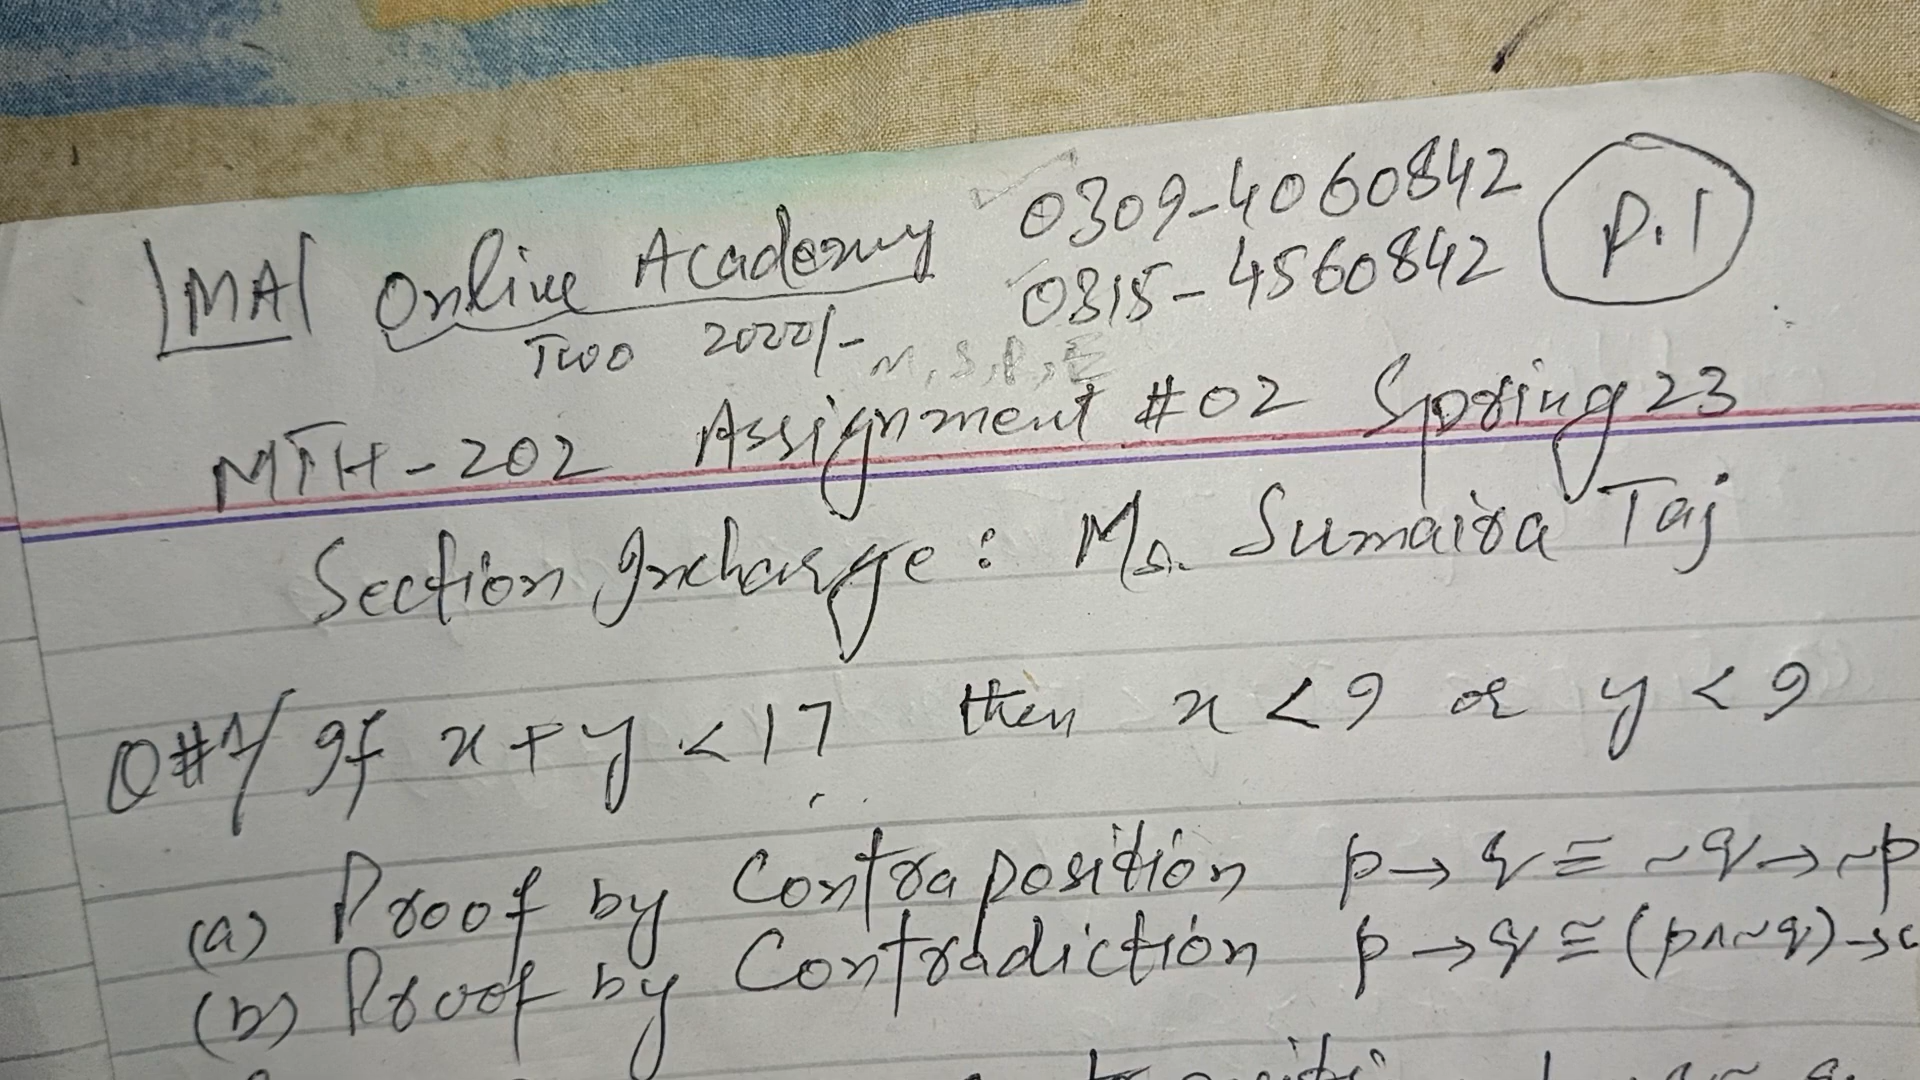 MA Online Academy 0309-4060842 P.1
0315-4560842
Two 2022/-
M, S, P, E
MTH-202 Assignment #02 Spring 23
Section Incharge: Ms. Sumaira Taj
Q#1/ If x + y < 17 then x < 9 or y < 9
(a) Proof by Contraposition p → q ≡ ~q → ~p
(b) Proof by Contradiction p → q ≅ (p∧~q) → c